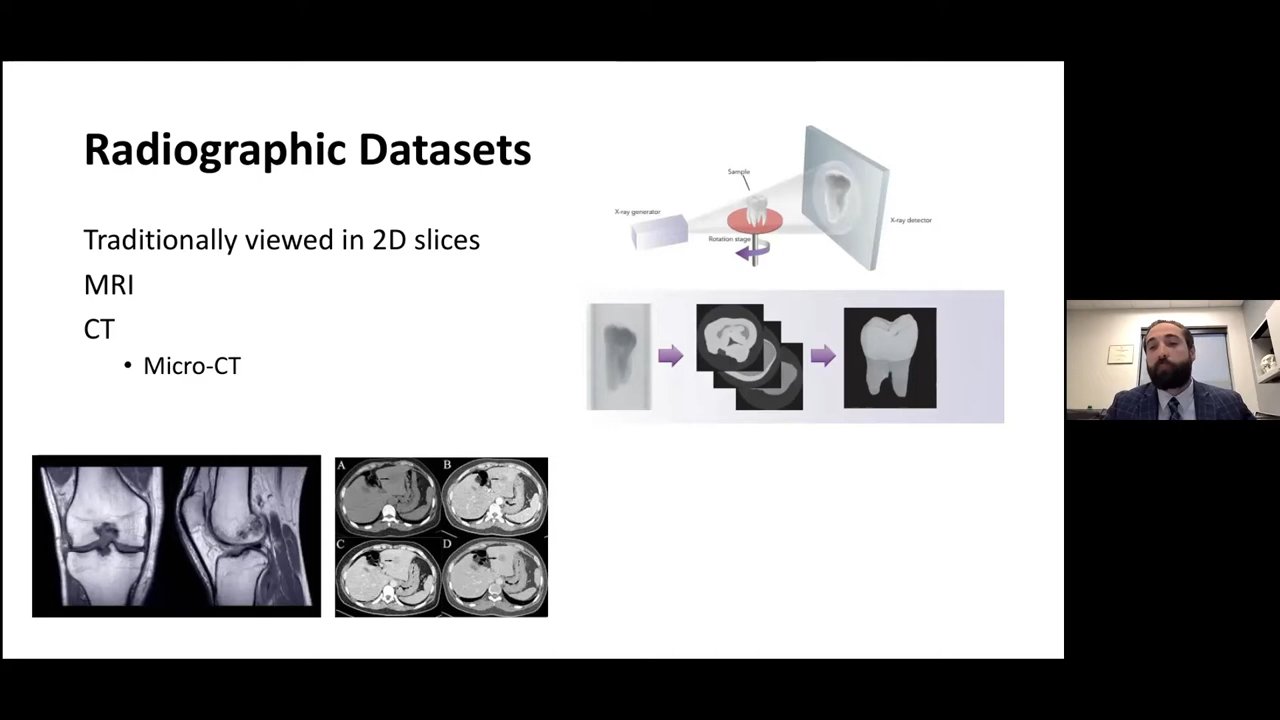 Radiographic Datasets
Traditionally viewed in 2D slices
MRI
CT
• Micro-CT
Sample
X-ray generator
X-ray detector
Rotation stage
A
B
C
D